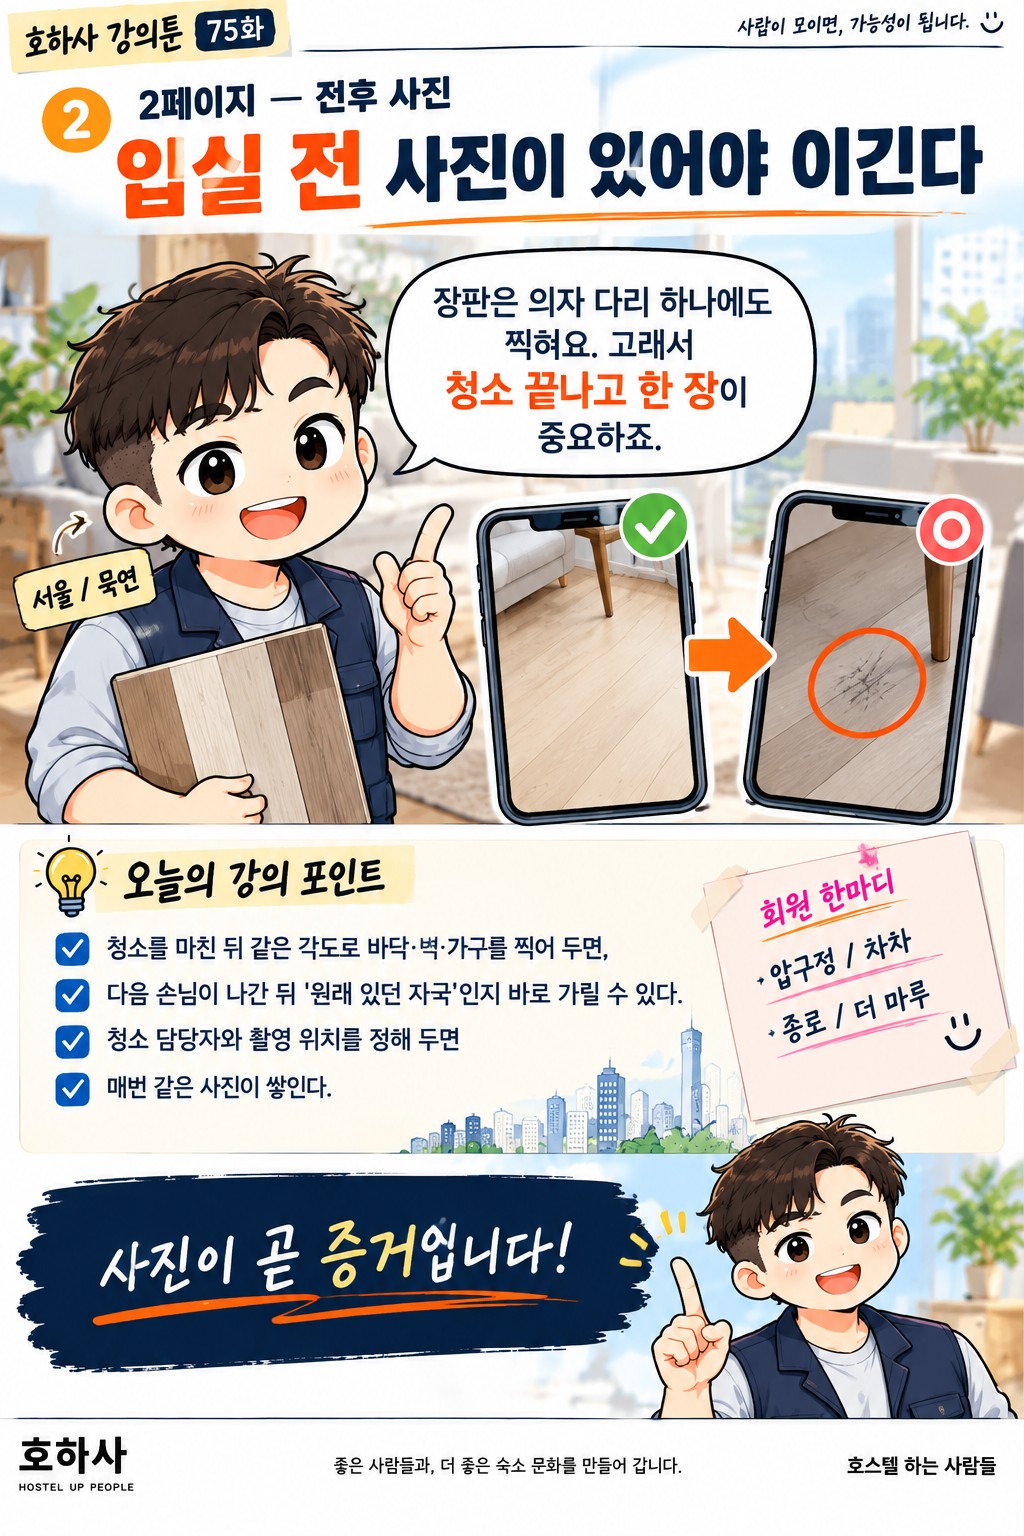 호하사 강의툰 75화
사람이 모이면, 가능성이 됩니다.
2
2페이지 — 전후 사진
입실 전 사진이 있어야 이긴다
장판은 의자 다리 하나에도
찍혀요. 고래서
청소 끝나고 한 장이
중요하죠.
서울 / 묵연
오늘의 강의 포인트
청소를 마친 뒤 같은 각도로 바닥·벽·가구를 찍어 두면,
다음 손님이 나간 뒤 '원래 있던 자국'인지 바로 가릴 수 있다.
청소 담당자와 촬영 위치를 정해 두면
매번 같은 사진이 쌓인다.
회원 한마디
· 압구정 / 차차
· 종로 / 더 마루
사진이 곧 증거입니다!
호하사
HOSTEL UP PEOPLE
좋은 사람들과, 더 좋은 숙소 문화를 만들어 갑니다.
호스텔 하는 사람들